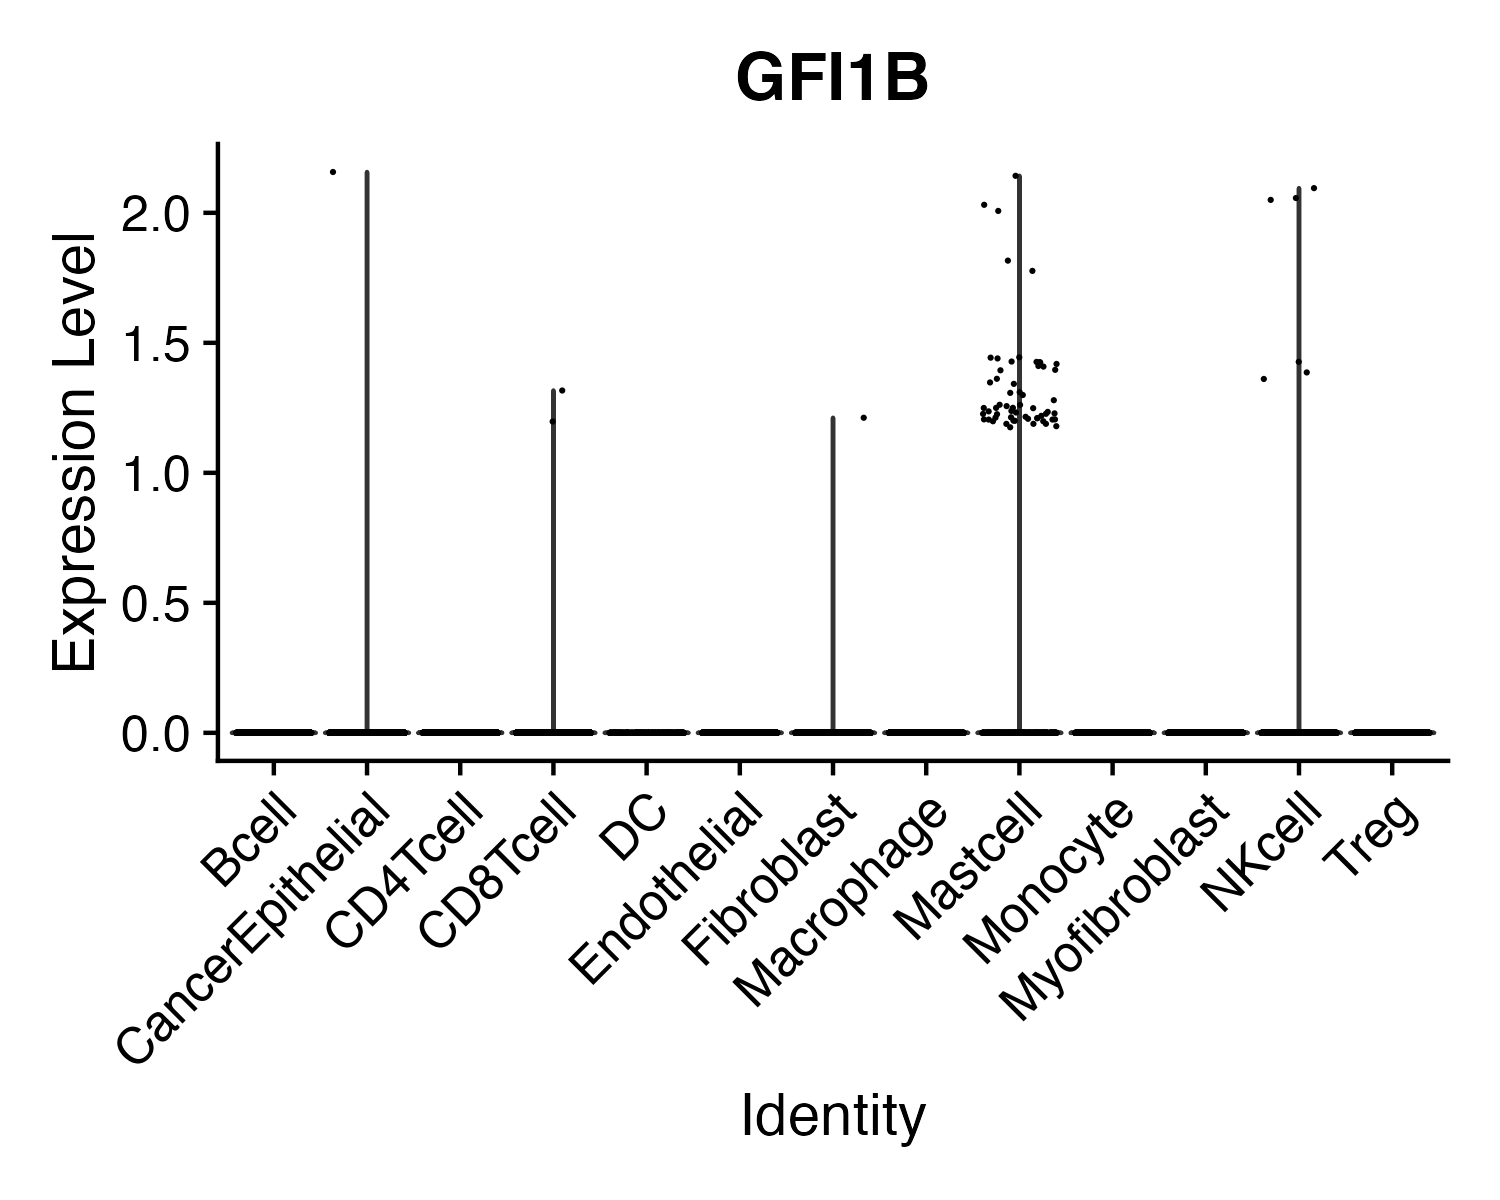 GFI1B
Expression Level
2.0
1.5
1.0
0.5
0.0
Bcell
CancerEpithelial
CD4Tcell
CD8Tcell
DC
Endothelial
Fibroblast
Macrophage
Mastcell
Monocyte
Myofibroblast
NKcell
Treg
Identity